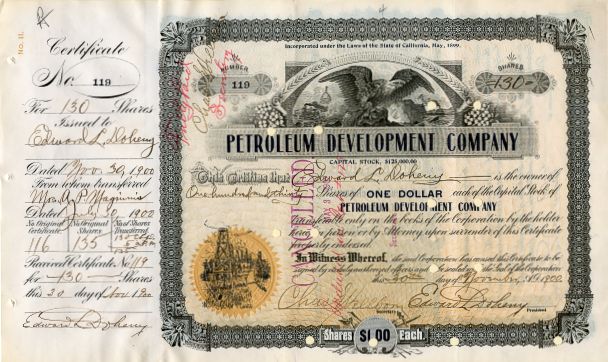 No. 11.
Certificate
No. 119
For 130 Shares
Issued to
Edward L. Doheny
Dated Nov. 30, 1900
From whom transferred
Mrs. A. P. Maginnis
Dated 1902
No Original Certificate
No Original Shares
No of Shares Transferred
116 135
Received Certificate No 119
for 130 Shares
this 30 day of Nov 1900
Edward L. Doheny
Incorporated under the Laws of the State of California, May, 1899.
NUMBER
119
SHARES
-130-
PETROLEUM DEVELOPMENT COMPANY
CAPITAL STOCK, $125,000.00
This Certifies that Edward L. Doheny is the owner of
One hundred and thirty Shares of ONE DOLLAR each of the Capital Stock of
PETROLEUM DEVELOPMENT COMPANY
transferable only on the books of the Corporation by the holder
hereof in person or by Attorney upon surrender of this Certificate
properly endorsed.
In Witness Whereof, the said Corporation has caused this Certificate to be
signed by its duly authorized officers and to be sealed with the Seal of the Corporation
this 30th day of November A.D. 1900
Edward L. Doheny
President
SECRETARY
CANCELLED
Shares $1.00 Each.